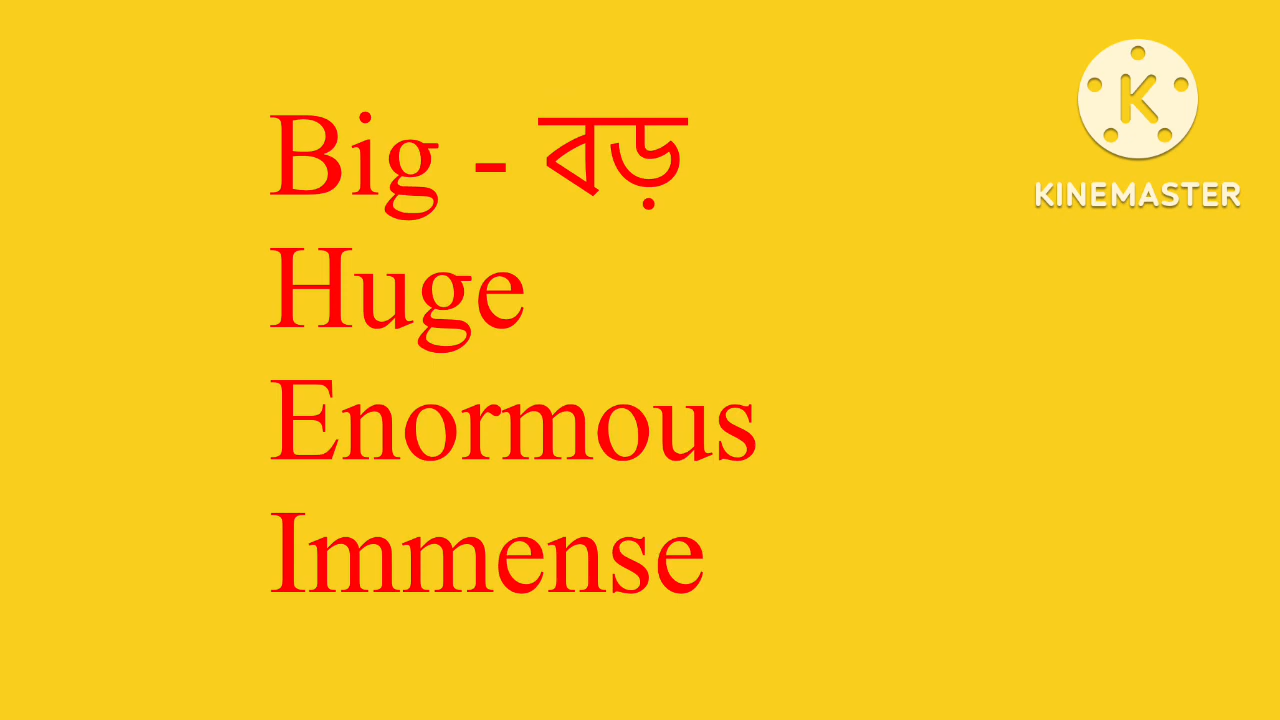 Big - বড়
Huge
Enormous
Immense
K
KINEMASTER